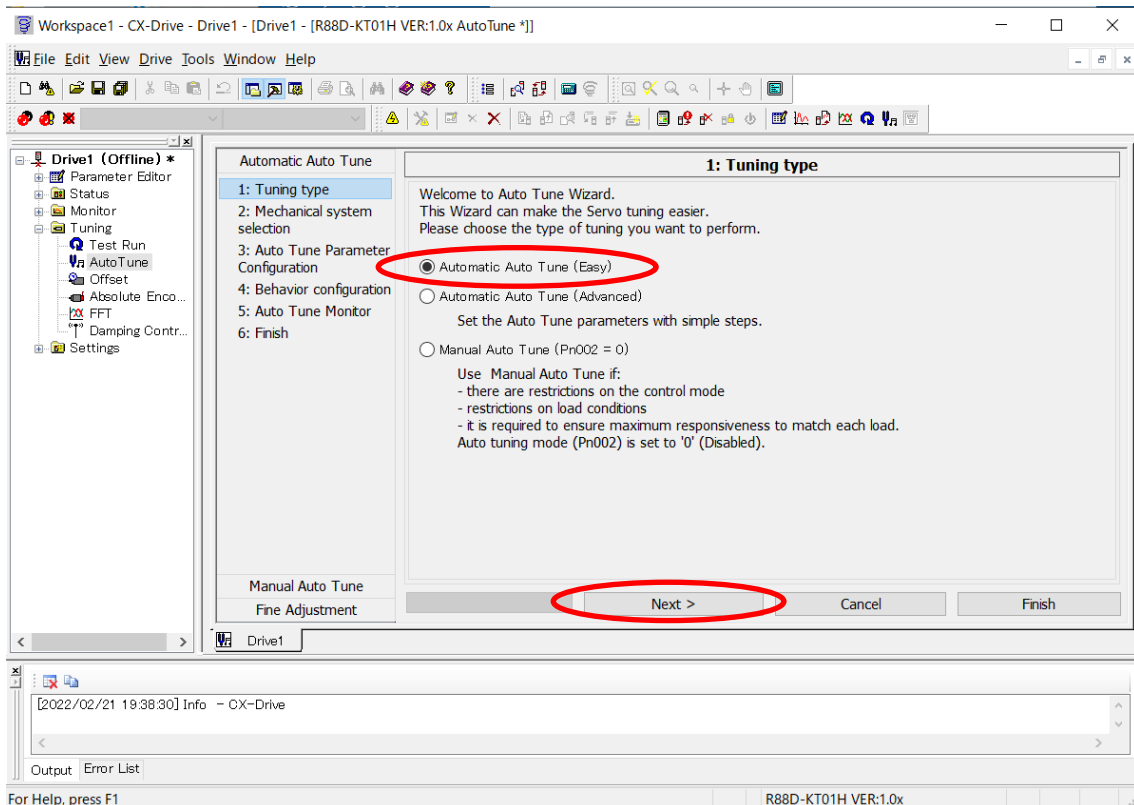 Workspace1 - CX-Drive - Drive1 - [Drive1 - [R88D-KT01H VER:1.0x AutoTune *]]
File Edit View Drive Tools Window Help
Drive1 (Offline) *
Parameter Editor
Status
Monitor
Tuning
Test Run
AutoTune
Offset
Absolute Enco...
FFT
Damping Contr...
Settings
Automatic Auto Tune
1: Tuning type
2: Mechanical system
selection
3: Auto Tune Parameter
Configuration
4: Behavior configuration
5: Auto Tune Monitor
6: Finish
Manual Auto Tune
Fine Adjustment
1: Tuning type
Welcome to Auto Tune Wizard.
This Wizard can make the Servo tuning easier.
Please choose the type of tuning you want to perform.
Automatic Auto Tune (Easy)
Automatic Auto Tune (Advanced)
Set the Auto Tune parameters with simple steps.
Manual Auto Tune (Pn002 = 0)
Use Manual Auto Tune if:
- there are restrictions on the control mode
- restrictions on load conditions
- it is required to ensure maximum responsiveness to match each load.
Auto tuning mode (Pn002) is set to '0' (Disabled).
Next > Cancel Finish
Drive1
[2022/02/21 19:38:30] Info - CX-Drive
Output Error List
For Help, press F1 R88D-KT01H VER:1.0x